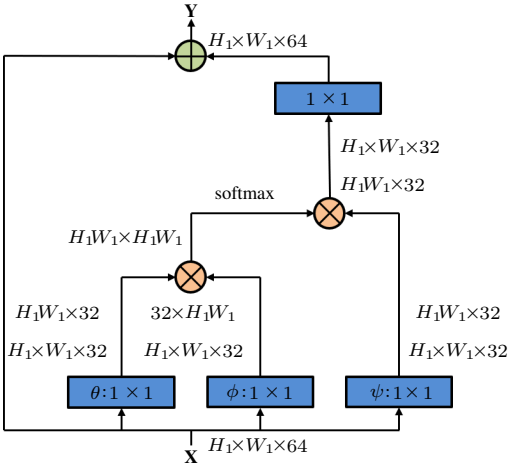 Y
H₁×W₁×64
1 × 1
H₁×W₁×32
H₁W₁×32
softmax
H₁W₁×H₁W₁
H₁W₁×32
32×H₁W₁
H₁W₁×32
H₁×W₁×32
H₁×W₁×32
H₁×W₁×32
θ:1 × 1
ϕ:1 × 1
ψ:1 × 1
H₁×W₁×64
X